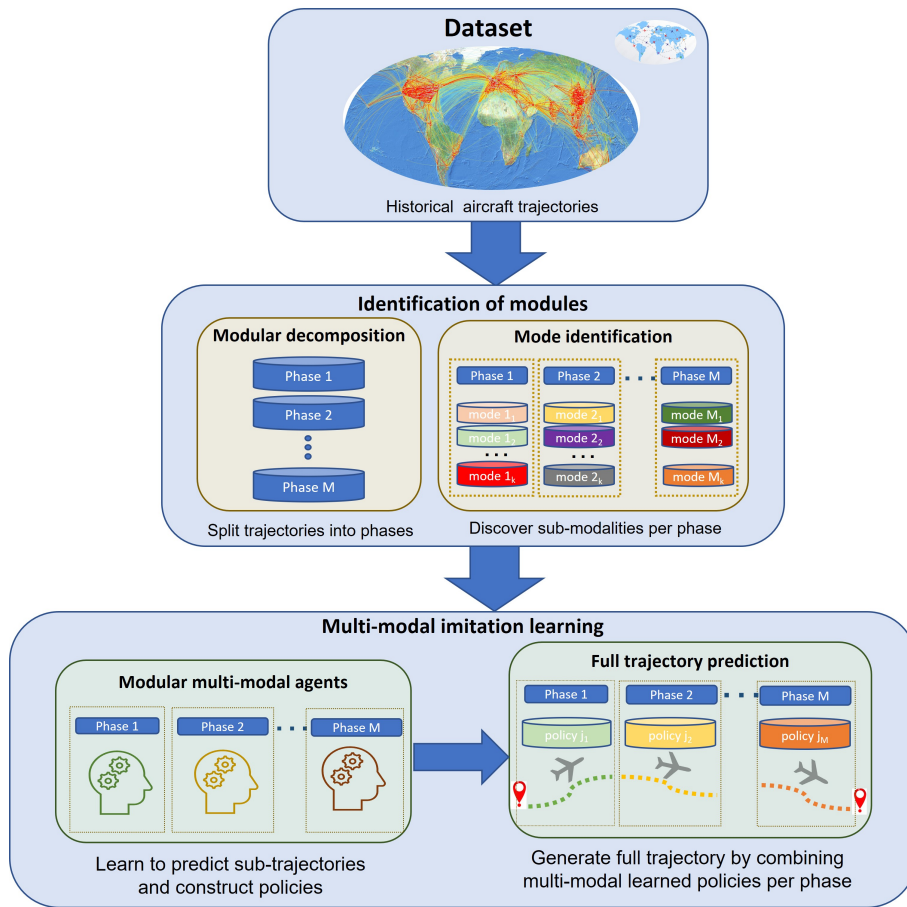 Dataset
Historical aircraft trajectories
Identification of modules
Modular decomposition
Phase 1
Phase 2
Phase M
Split trajectories into phases
Mode identification
Phase 1 Phase 2 Phase M
mode 1₁ mode 2₁ mode M₁
mode 1₂ mode 2₂ mode M₂
... ...
mode 1ₖ mode 2ₖ mode Mₖ
Discover sub-modalities per phase
Multi-modal imitation learning
Modular multi-modal agents
Phase 1 Phase 2 Phase M
Learn to predict sub-trajectories
and construct policies
Full trajectory prediction
Phase 1 Phase 2 Phase M
policy j₁ policy j₂ policy j_M
Generate full trajectory by combining
multi-modal learned policies per phase